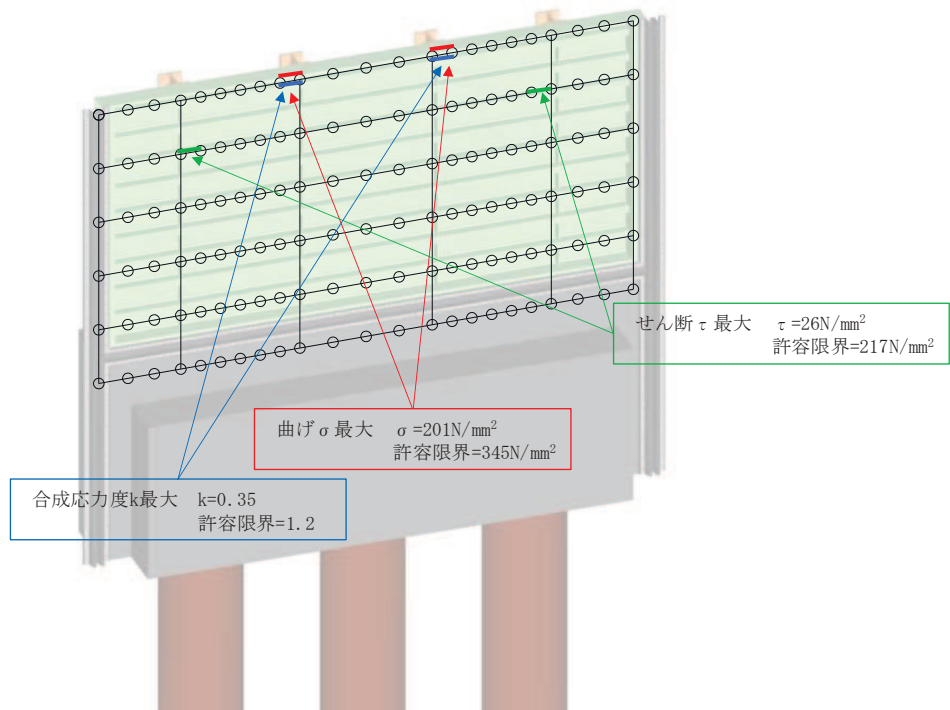 せん断τ最大 τ=26N/mm²
許容限界=217N/mm²
曲げσ最大 σ=201N/mm²
許容限界=345N/mm²
合成応力度k最大 k=0.35
許容限界=1.2